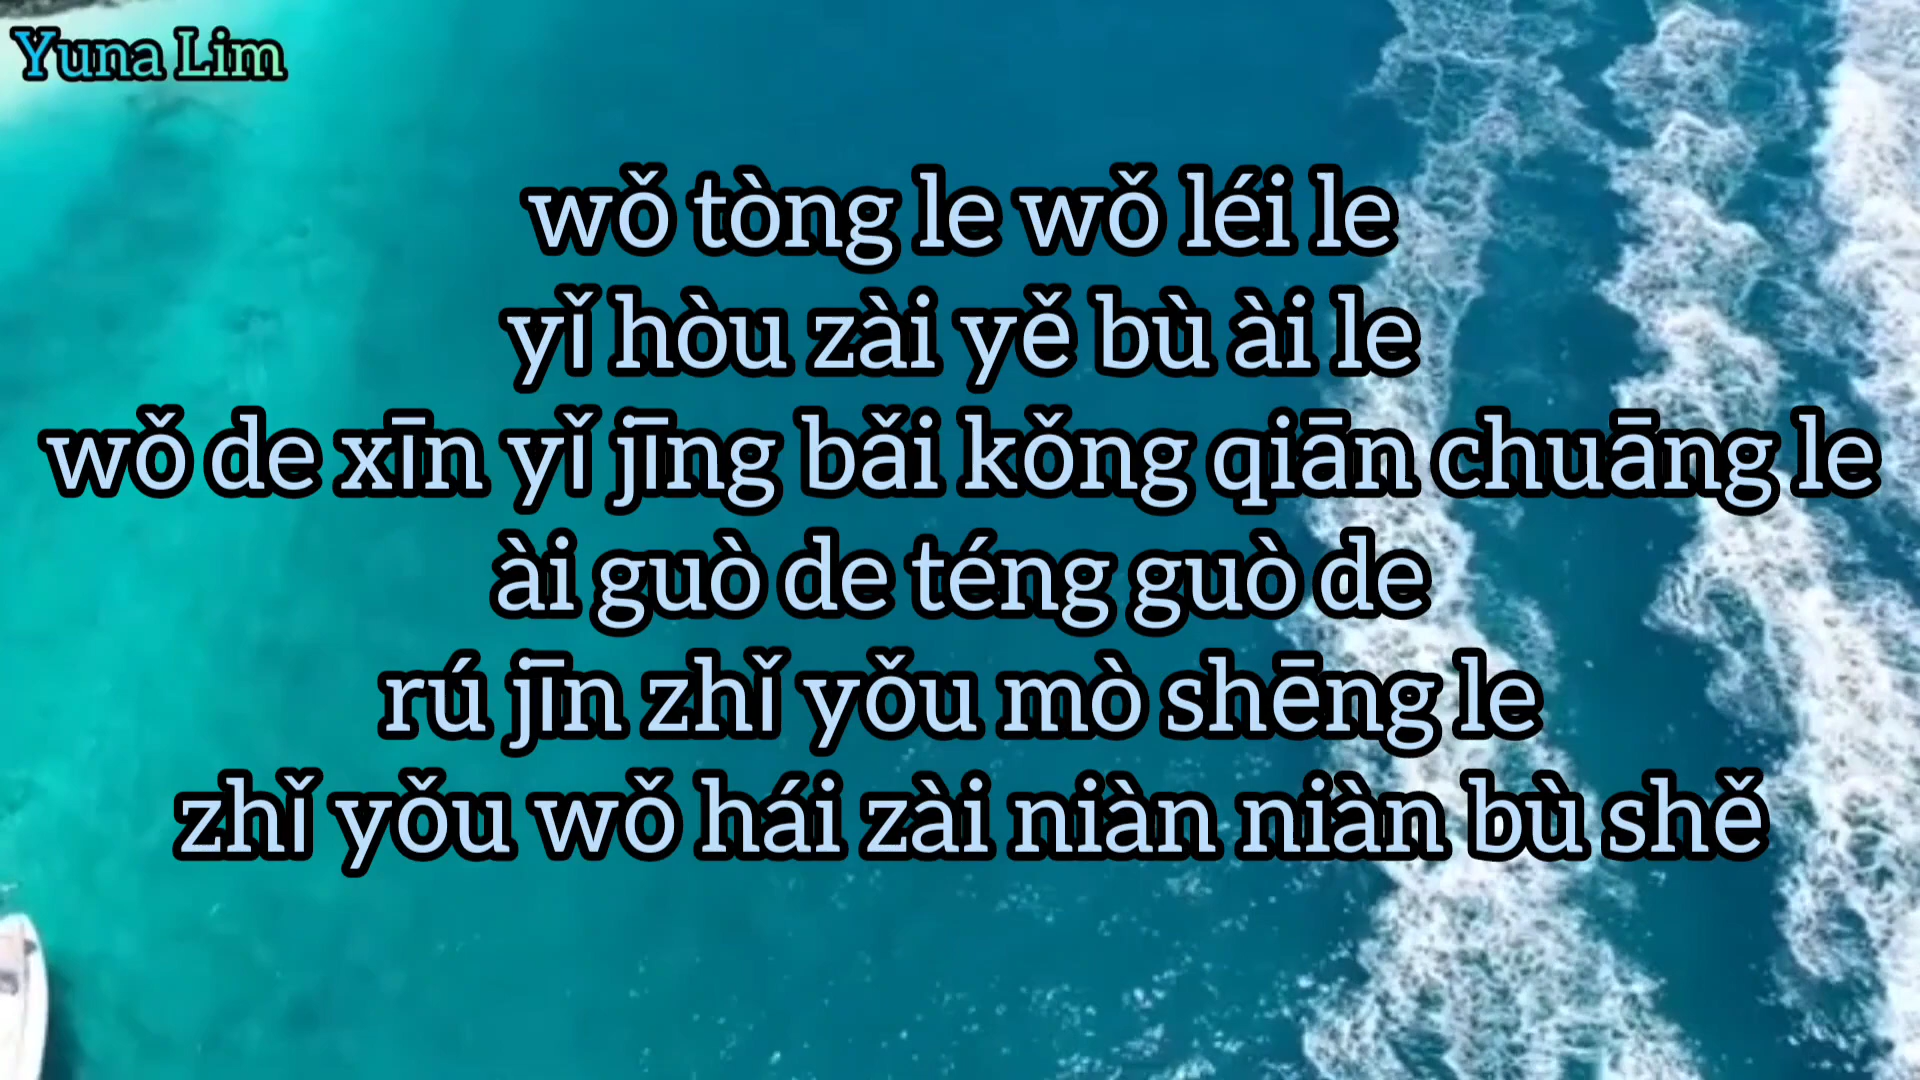 Yuna Lim
wǒ tòng le wǒ léi le
yǐ hòu zài yě bù ài le
wǒ de xīn yǐ jīng bǎi kǒng qiān chuāng le
ài guò de téng guò de
rú jīn zhǐ yǒu mò shēng le
zhǐ yǒu wǒ hái zài niàn niàn bù shě